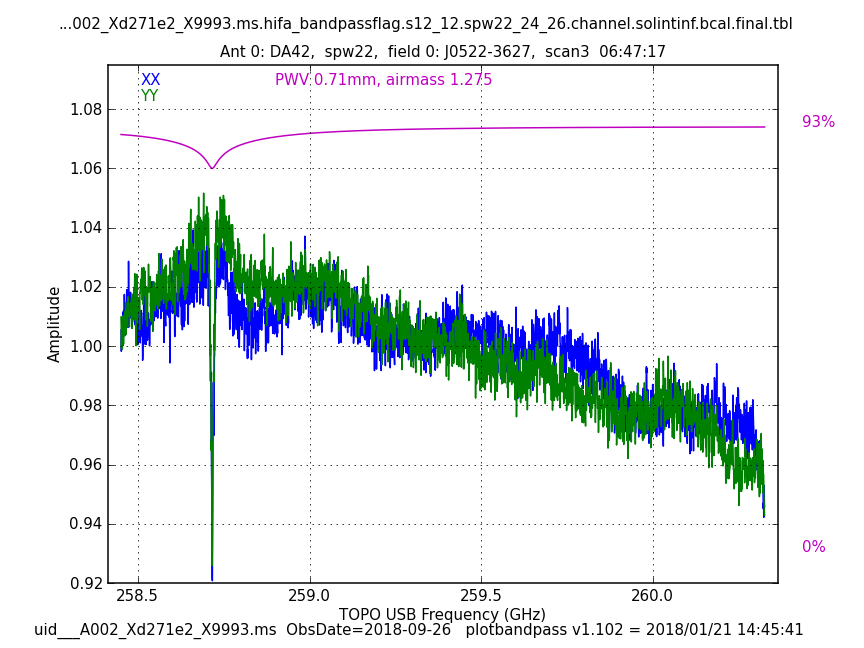 ...002_Xd271e2_X9993.ms.hifa_bandpassflag.s12_12.spw22_24_26.channel.solintinf.bcal.final.tbl
Ant 0: DA42,  spw22,  field 0: J0522-3627,  scan3  06:47:17
XX
PWV 0.71mm, airmass 1.275
YY
1.08
93%
1.06
1.04
1.02
1.00
Amplitude
0.98
0.96
0.94
0%
0.92
258.5
259.0
259.5
260.0
TOPO USB Frequency (GHz)
uid___A002_Xd271e2_X9993.ms  ObsDate=2018-09-26   plotbandpass v1.102 = 2018/01/21 14:45:41